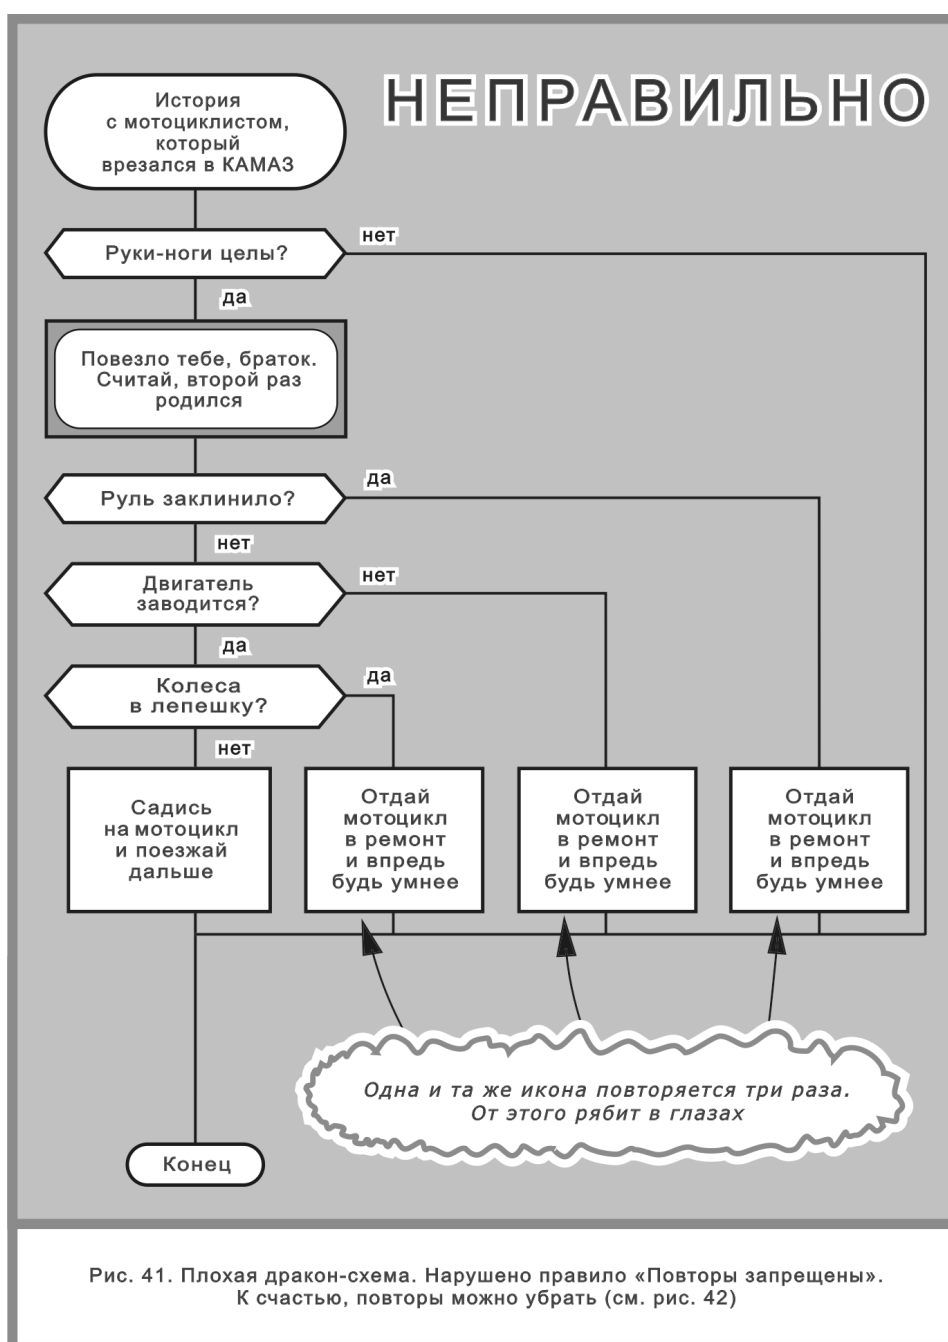 НЕПРАВИЛЬНО
История
с мотоциклистом,
который
врезался в КАМАЗ
Руки-ноги целы?
нет
да
Повезло тебе, браток.
Считай, второй раз
родился
Руль заклинило?
да
нет
Двигатель
заводится?
нет
да
Колеса
в лепешку?
да
нет
Садись
на мотоцикл
и поезжай
дальше
Отдай
мотоцикл
в ремонт
и впредь
будь умнее
Отдай
мотоцикл
в ремонт
и впредь
будь умнее
Отдай
мотоцикл
в ремонт
и впредь
будь умнее
Одна и та же икона повторяется три раза.
От этого рябит в глазах
Конец
Рис. 41. Плохая дракон-схема. Нарушено правило «Повторы запрещены».
К счастью, повторы можно убрать (см. рис. 42)